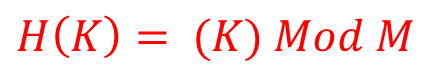 H(K) = (K) Mod M